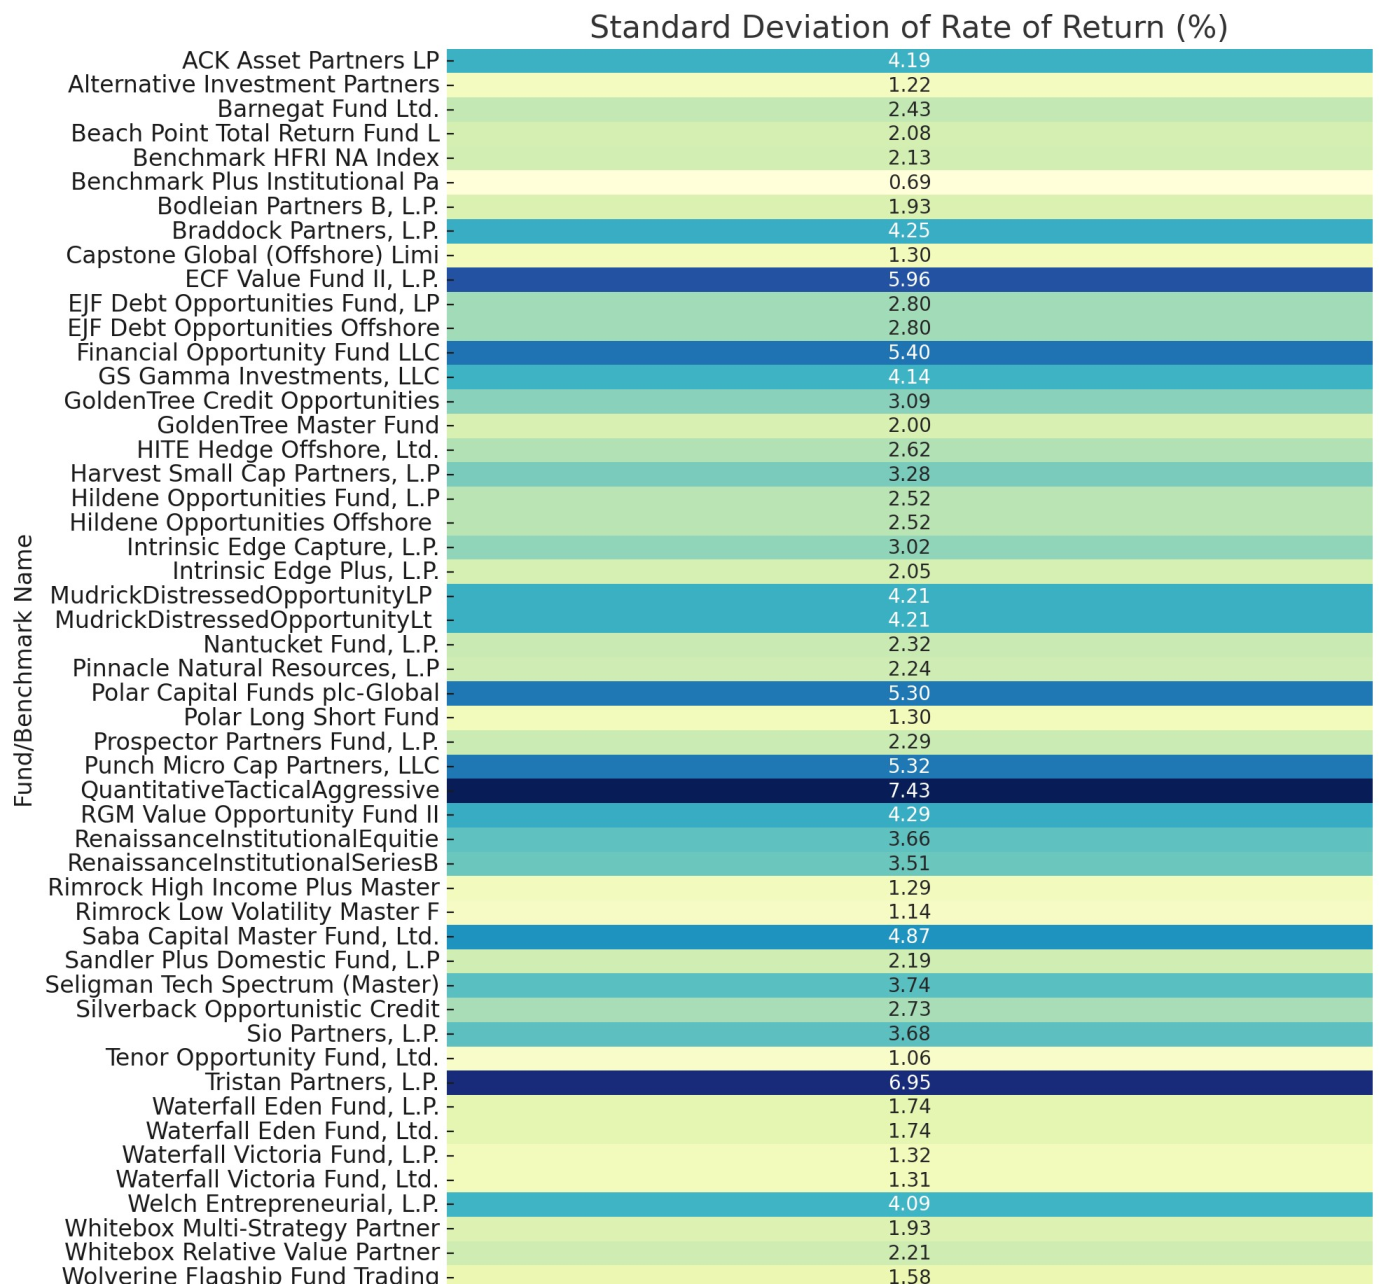 Standard Deviation of Rate of Return (%)
Fund/Benchmark Name
ACK Asset Partners LP 4.19
Alternative Investment Partners 1.22
Barnegat Fund Ltd. 2.43
Beach Point Total Return Fund L 2.08
Benchmark HFRI NA Index 2.13
Benchmark Plus Institutional Pa 0.69
Bodleian Partners B, L.P. 1.93
Braddock Partners, L.P. 4.25
Capstone Global (Offshore) Limi 1.30
ECF Value Fund II, L.P. 5.96
EJF Debt Opportunities Fund, LP 2.80
EJF Debt Opportunities Offshore 2.80
Financial Opportunity Fund LLC 5.40
GS Gamma Investments, LLC 4.14
GoldenTree Credit Opportunities 3.09
GoldenTree Master Fund 2.00
HITE Hedge Offshore, Ltd. 2.62
Harvest Small Cap Partners, L.P 3.28
Hildene Opportunities Fund, L.P 2.52
Hildene Opportunities Offshore 2.52
Intrinsic Edge Capture, L.P. 3.02
Intrinsic Edge Plus, L.P. 2.05
MudrickDistressedOpportunityLP 4.21
MudrickDistressedOpportunityLt 4.21
Nantucket Fund, L.P. 2.32
Pinnacle Natural Resources, L.P 2.24
Polar Capital Funds plc-Global 5.30
Polar Long Short Fund 1.30
Prospector Partners Fund, L.P. 2.29
Punch Micro Cap Partners, LLC 5.32
QuantitativeTacticalAggressive 7.43
RGM Value Opportunity Fund II 4.29
RenaissanceInstitutionalEquitie 3.66
RenaissanceInstitutionalSeriesB 3.51
Rimrock High Income Plus Master 1.29
Rimrock Low Volatility Master F 1.14
Saba Capital Master Fund, Ltd. 4.87
Sandler Plus Domestic Fund, L.P 2.19
Seligman Tech Spectrum (Master) 3.74
Silverback Opportunistic Credit 2.73
Sio Partners, L.P. 3.68
Tenor Opportunity Fund, Ltd. 1.06
Tristan Partners, L.P. 6.95
Waterfall Eden Fund, L.P. 1.74
Waterfall Eden Fund, Ltd. 1.74
Waterfall Victoria Fund, L.P. 1.32
Waterfall Victoria Fund, Ltd. 1.31
Welch Entrepreneurial, L.P. 4.09
Whitebox Multi-Strategy Partner 1.93
Whitebox Relative Value Partner 2.21
Wolverine Flagship Fund Trading 1.58